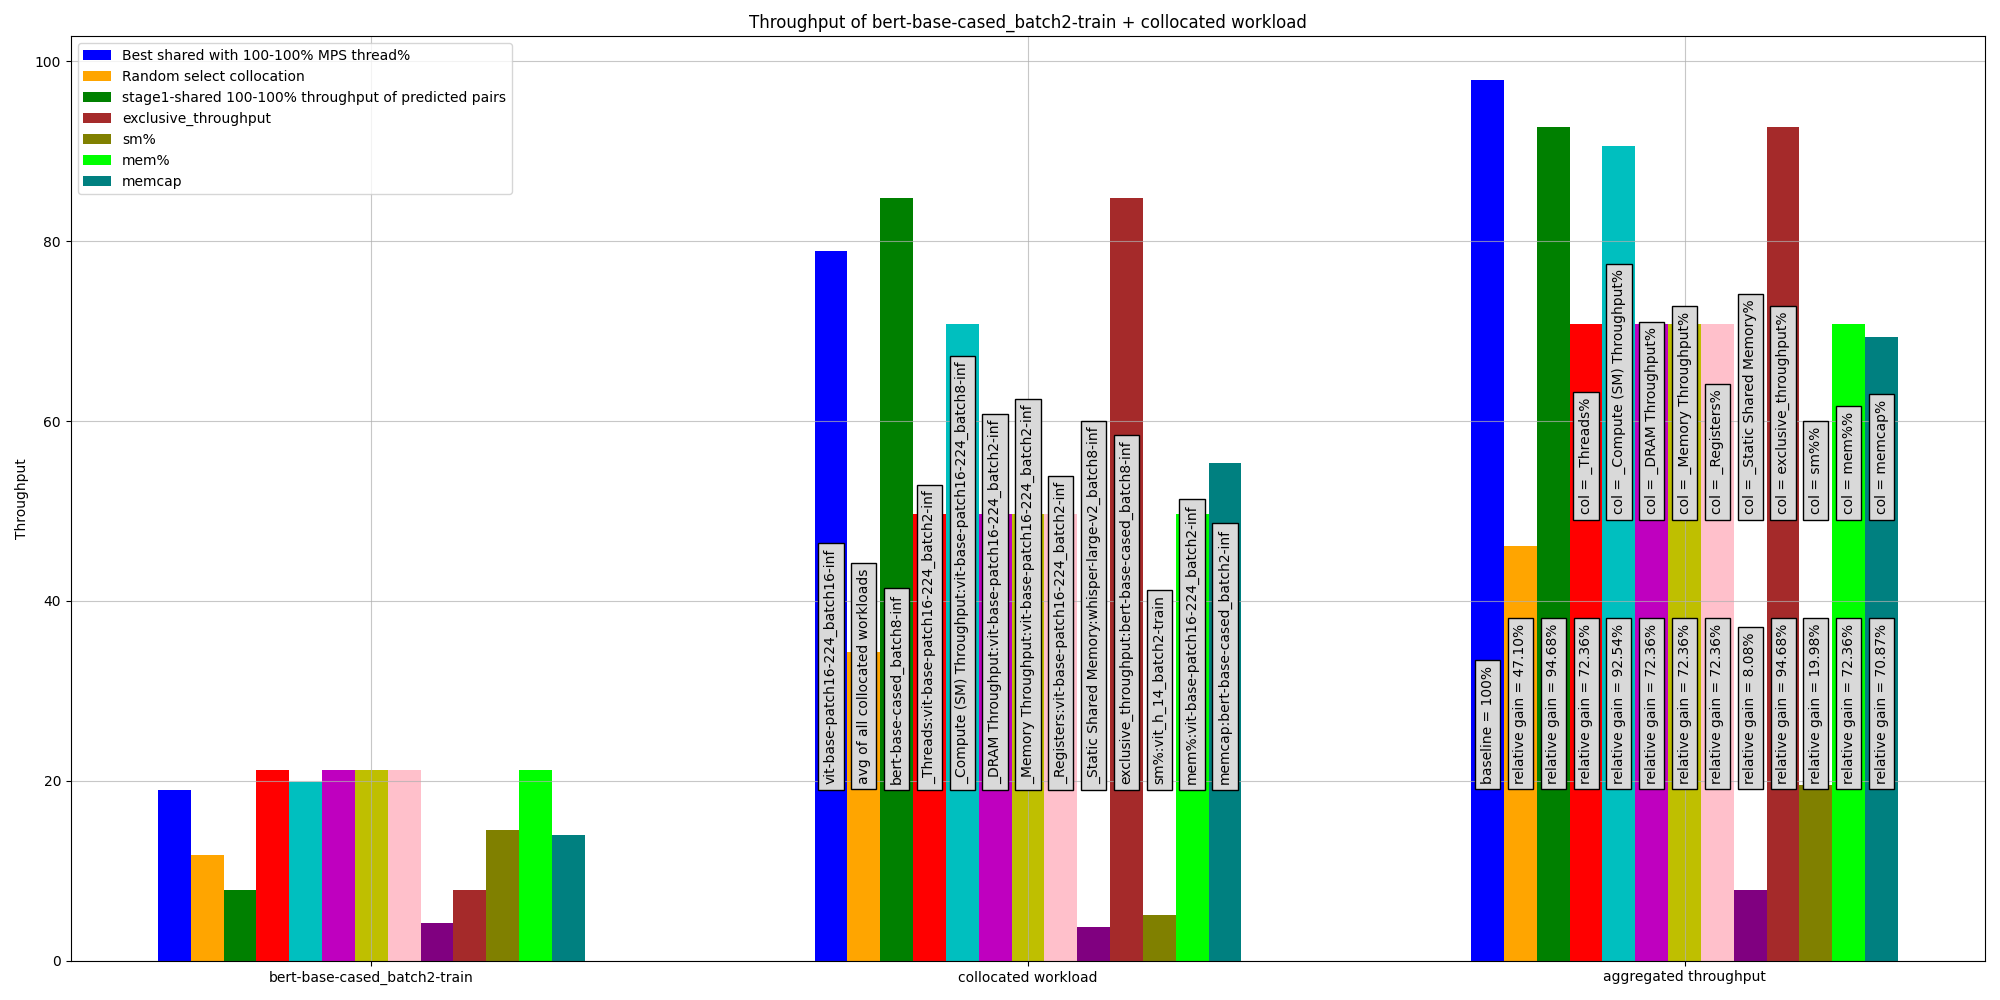 Throughput of bert-base-cased_batch2-train + collocated workload
Best shared with 100-100% MPS thread%
Random select collocation
stage1-shared 100-100% throughput of predicted pairs
exclusive_throughput
sm%
mem%
memcap
Throughput
100
80
60
40
20
0
vit-base-patch16-224_batch16-inf
avg of all collocated workloads
bert-base-cased_batch8-inf
_Threads:vit-base-patch16-224_batch2-inf
_Compute (SM) Throughput:vit-base-patch16-224_batch8-inf
_DRAM Throughput:vit-base-patch16-224_batch2-inf
_Memory Throughput:vit-base-patch16-224_batch2-inf
_Registers:vit-base-patch16-224_batch2-inf
_Static Shared Memory:whisper-large-v2_batch8-inf
exclusive_throughput:bert-base-cased_batch8-inf
sm%:vit_h_14_batch2-train
mem%:vit-base-patch16-224_batch2-inf
memcap:bert-base-cased_batch2-inf
col = _Threads%
col = _Compute (SM) Throughput%
col = _DRAM Throughput%
col = _Memory Throughput%
col = _Registers%
col = _Static Shared Memory%
col = exclusive_throughput%
col = sm%%
col = mem%%
col = memcap%
baseline = 100%
relative gain = 47.10%
relative gain = 94.68%
relative gain = 72.36%
relative gain = 92.54%
relative gain = 72.36%
relative gain = 72.36%
relative gain = 72.36%
relative gain = 8.08%
relative gain = 94.68%
relative gain = 19.98%
relative gain = 72.36%
relative gain = 70.87%
bert-base-cased_batch2-train
collocated workload
aggregated throughput